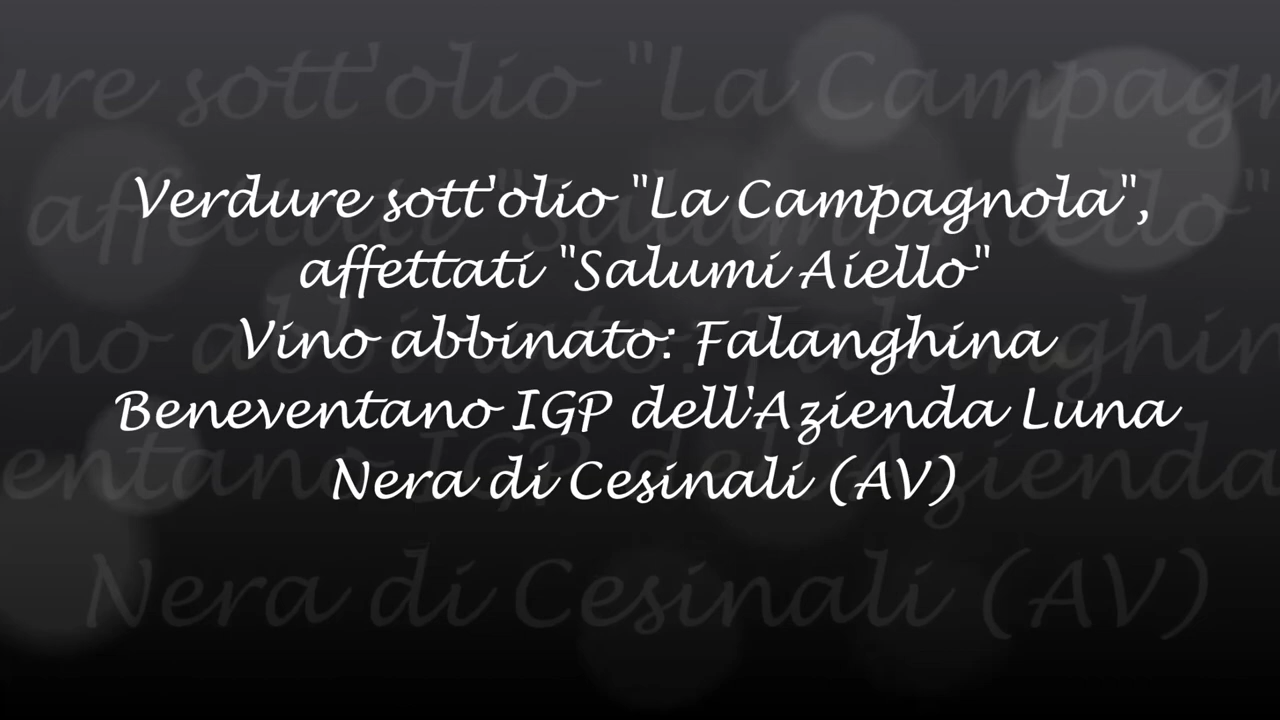 Verdure sott'olio "La Campagnola",
affettati "Salumi Aiello"
Vino abbinato: Falanghina
Beneventano IGP dell'Azienda Luna
Nera di Cesinali (AV)